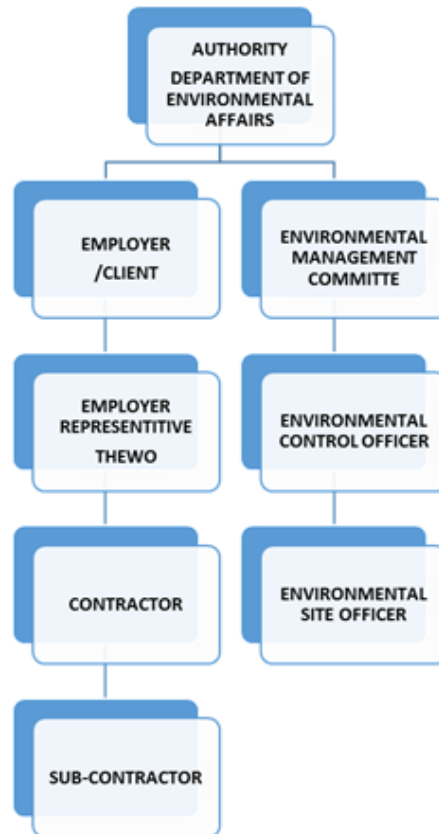 AUTHORITY
DEPARTMENT OF
ENVIRONMENTAL
AFFAIRS
EMPLOYER
/CLIENT
ENVIRONMENTAL
MANAGEMENT
COMMITTE
EMPLOYER
REPRESENTITIVE
THEWO
ENVIRONMENTAL
CONTROL OFFICER
CONTRACTOR
ENVIRONMENTAL
SITE OFFICER
SUB-CONTRACTOR